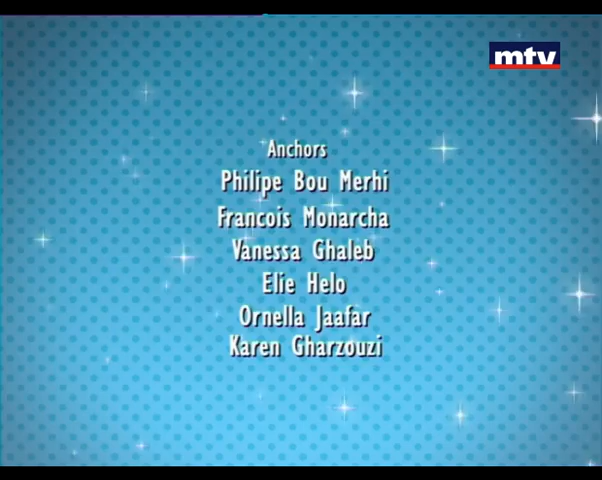 mtv
Anchors
Philipe Bou Merhi
Francois Monarcha
Vanessa Ghaleb
Elie Helo
Ornella Jaafar
Karen Gharzouzi